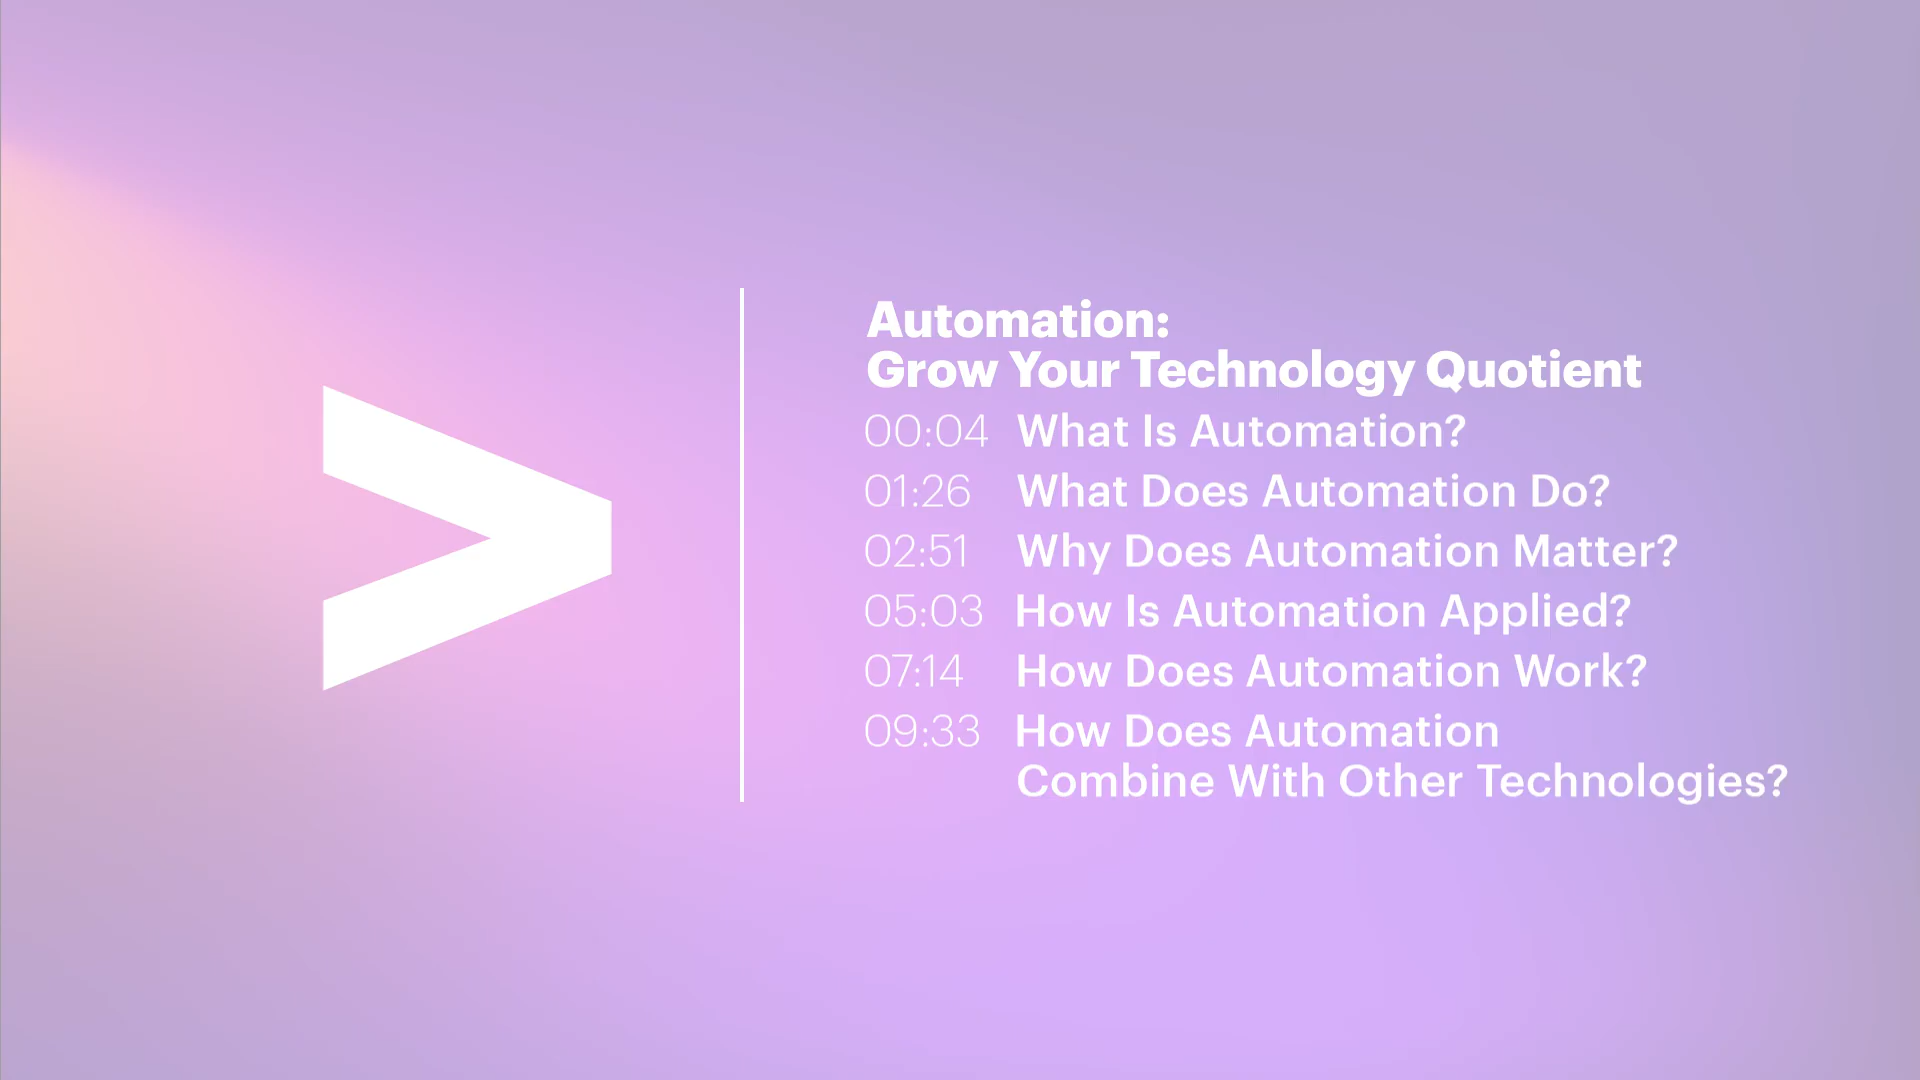 Automation:
Grow Your Technology Quotient
00:04 What Is Automation?
01:26 What Does Automation Do?
02:51 Why Does Automation Matter?
05:03 How Is Automation Applied?
07:14 How Does Automation Work?
09:33 How Does Automation
Combine With Other Technologies?